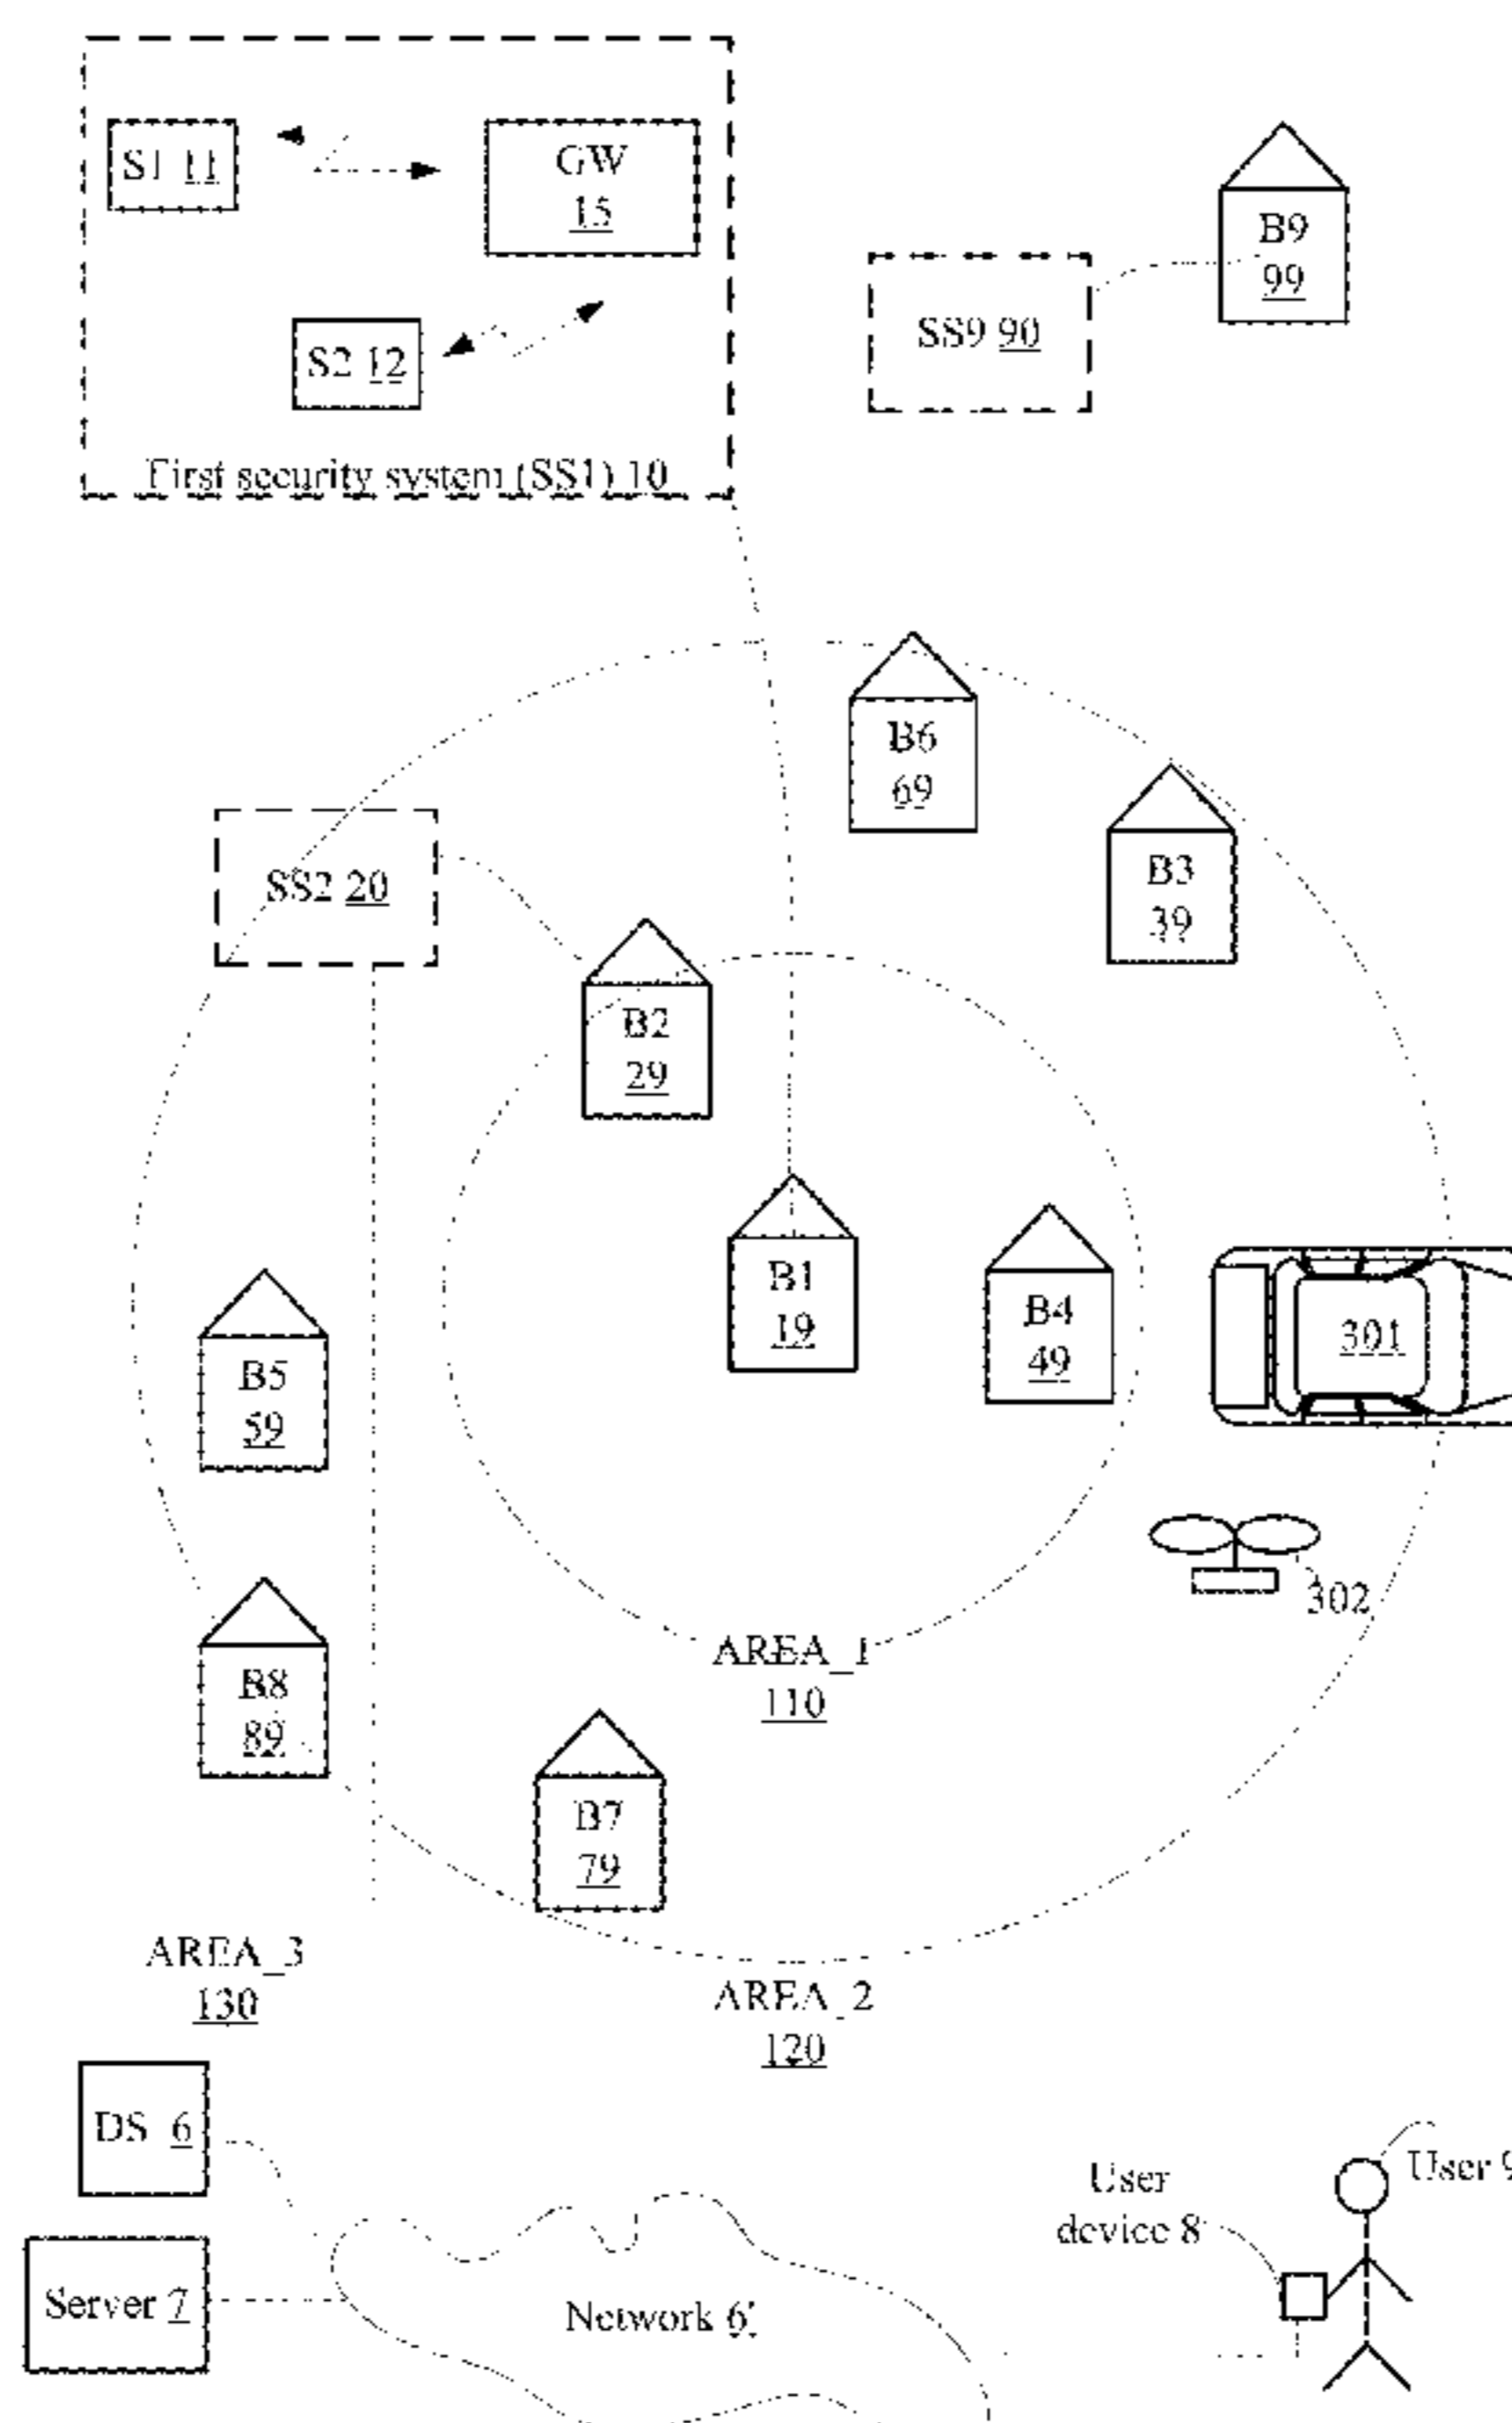 S1 11
GW
15
S2 12
First security system (SS1) 10
B9
99
SS9 90
B6
69
B3
39
SS2 20
B2
29
B1
19
B4
49
301
B5
59
302
AREA_1
110
B8
89
B7
79
AREA_3
130
AREA_2
120
DS 6
User 9
User
device 8
Server 7
Network 6'